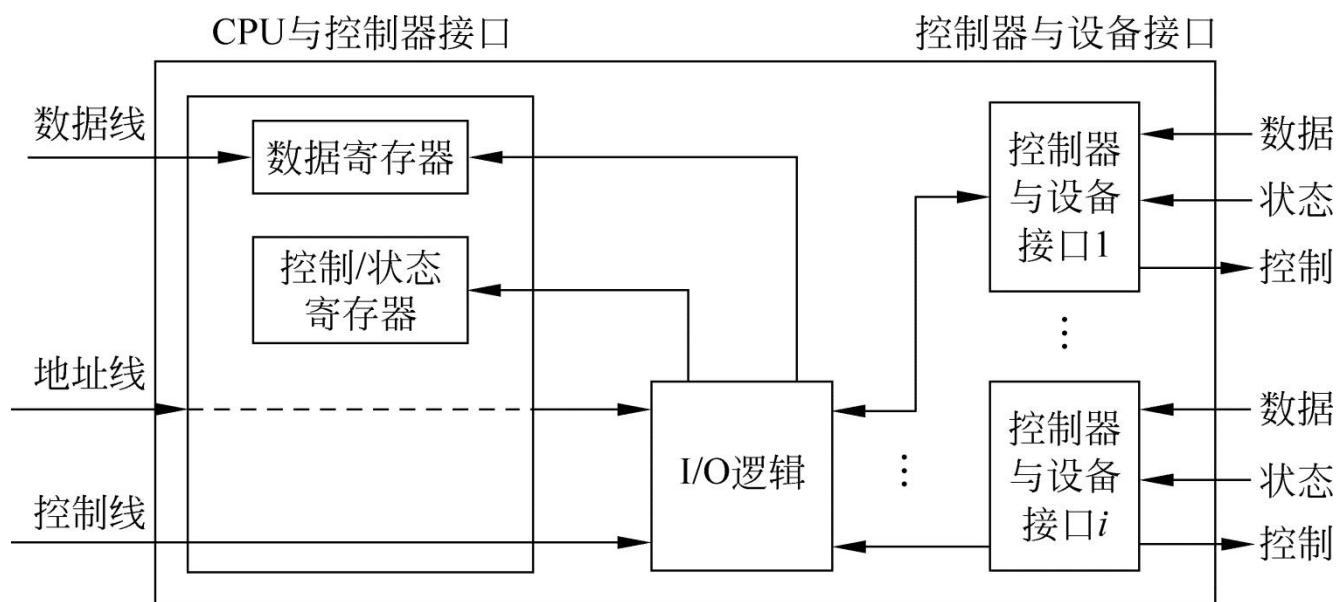 CPU与控制器接口
控制器与设备接口
数据线
数据寄存器
控制/状态
寄存器
地址线
控制线
I/O逻辑
⋮
控制器
与设备
接口1
数据
状态
控制
⋮
控制器
与设备
接口i
数据
状态
控制